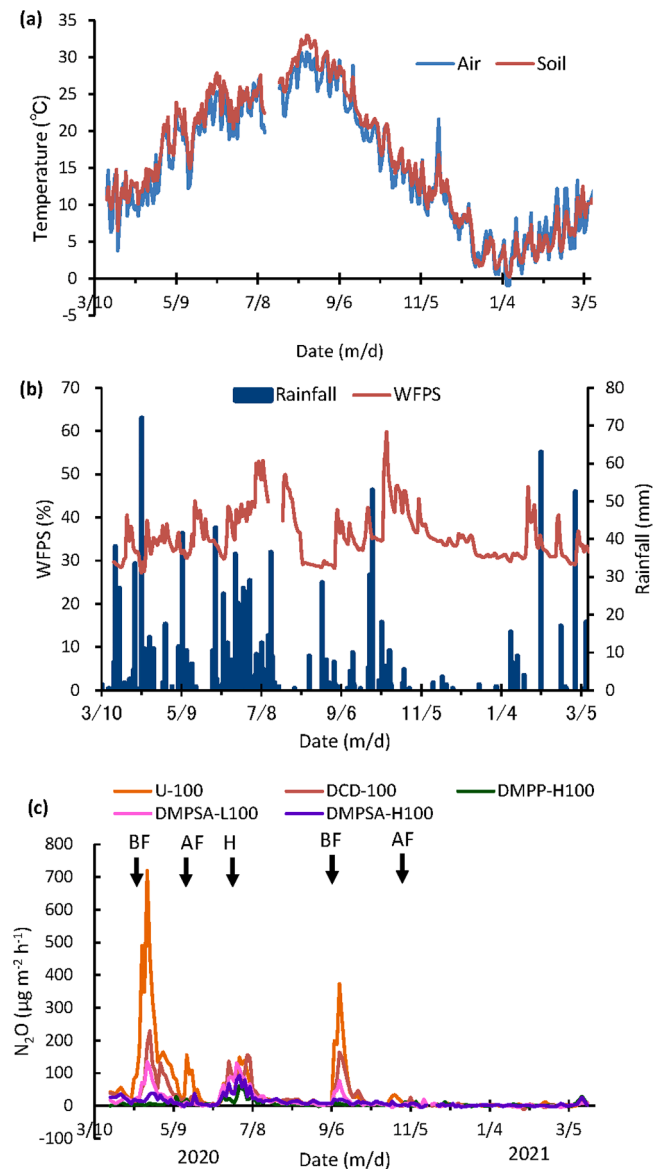 (a)
35
30
25
20
15
10
5
0
-5
Temperature (℃)
Air Soil
3/10 5/9 7/8 9/6 11/5 1/4 3/5
Date (m/d)
(b)
70
60
50
40
30
20
10
0
WFPS (%)
Rainfall WFPS
80
70
60
50
40
30
20
10
0
Rainfall (mm)
3/10 5/9 7/8 9/6 11/5 1/4 3/5
Date (m/d)
U-100 DCD-100 DMPP-H100
DMPSA-L100 DMPSA-H100
(c)
800
700
600
500
400
300
200
100
0
-100
N₂O (µg m⁻² h⁻¹)
BF AF H BF AF
3/10 5/9 7/8 9/6 11/5 1/4 3/5
2020 Date (m/d) 2021